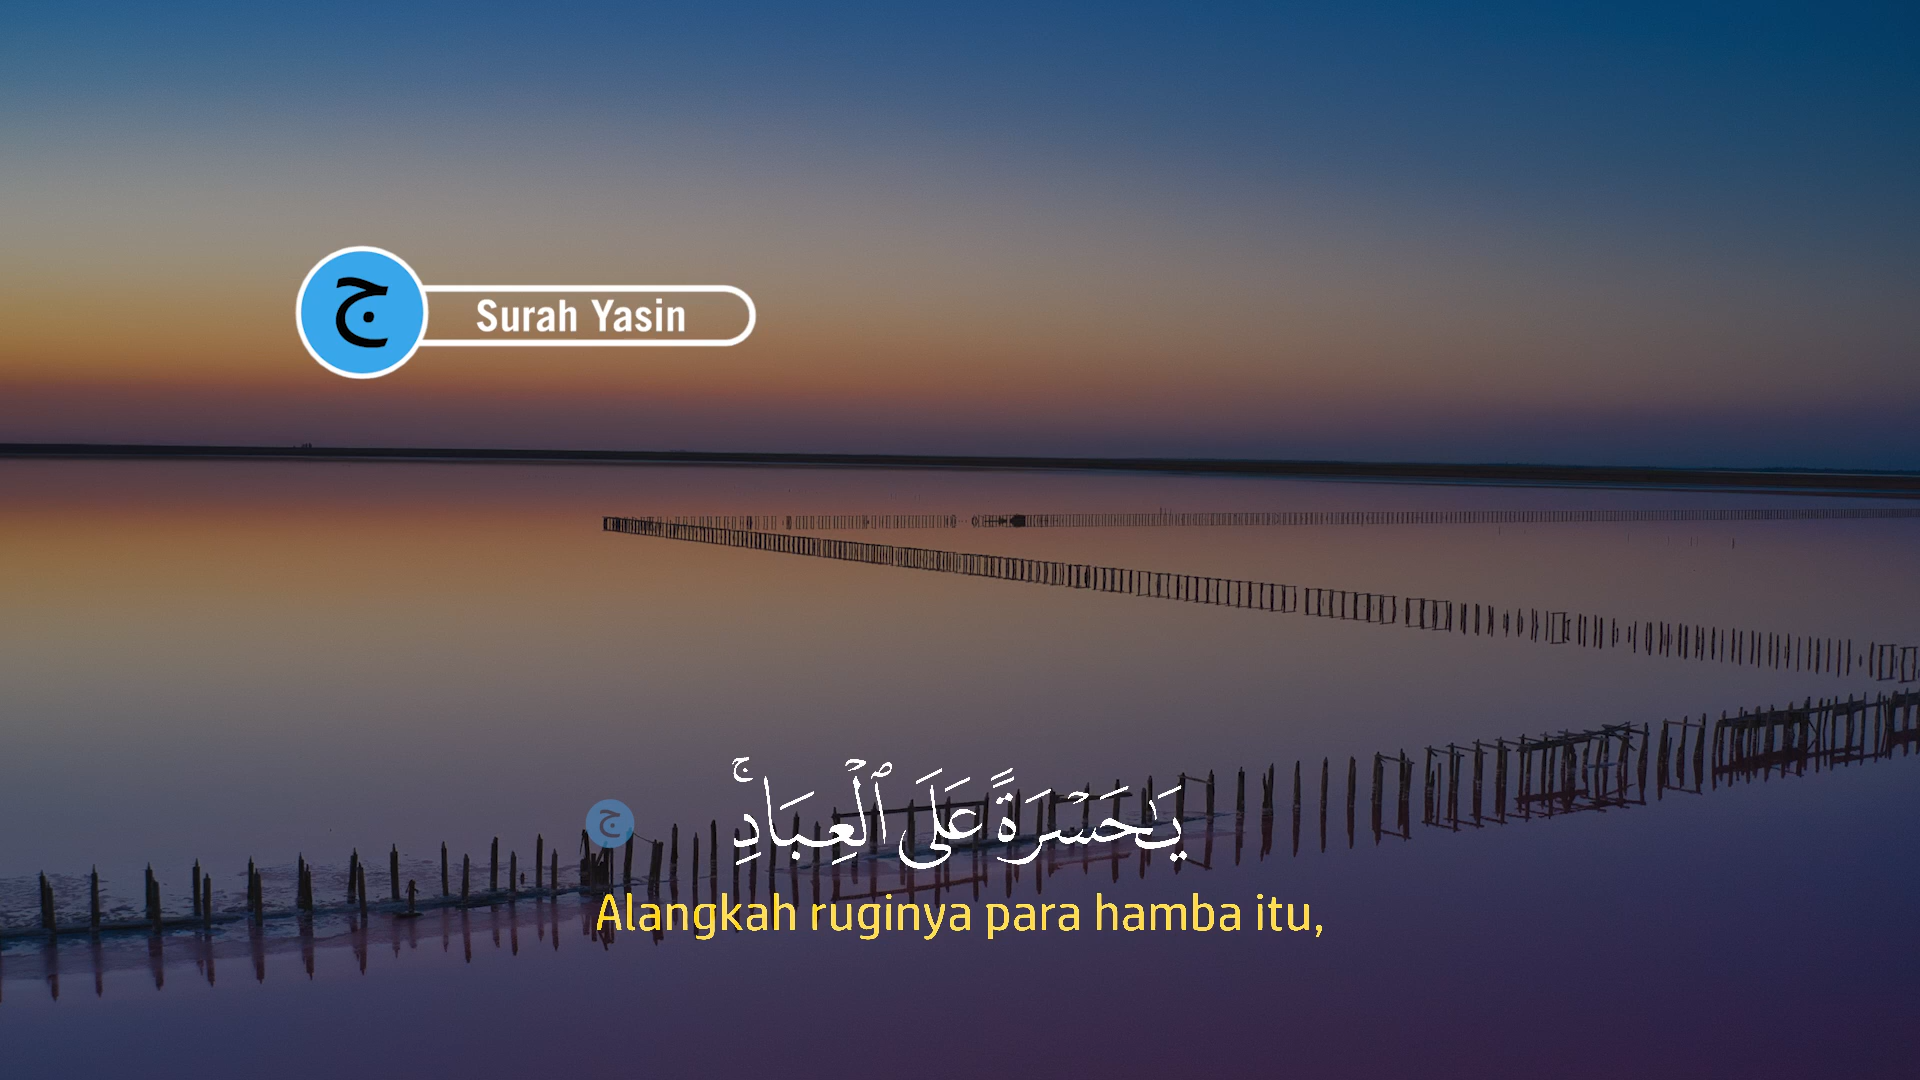 ج
Surah Yasin
يَـٰحَسْرَةً عَلَى ٱلْعِبَادِ ۚ
ج
Alangkah ruginya para hamba itu,